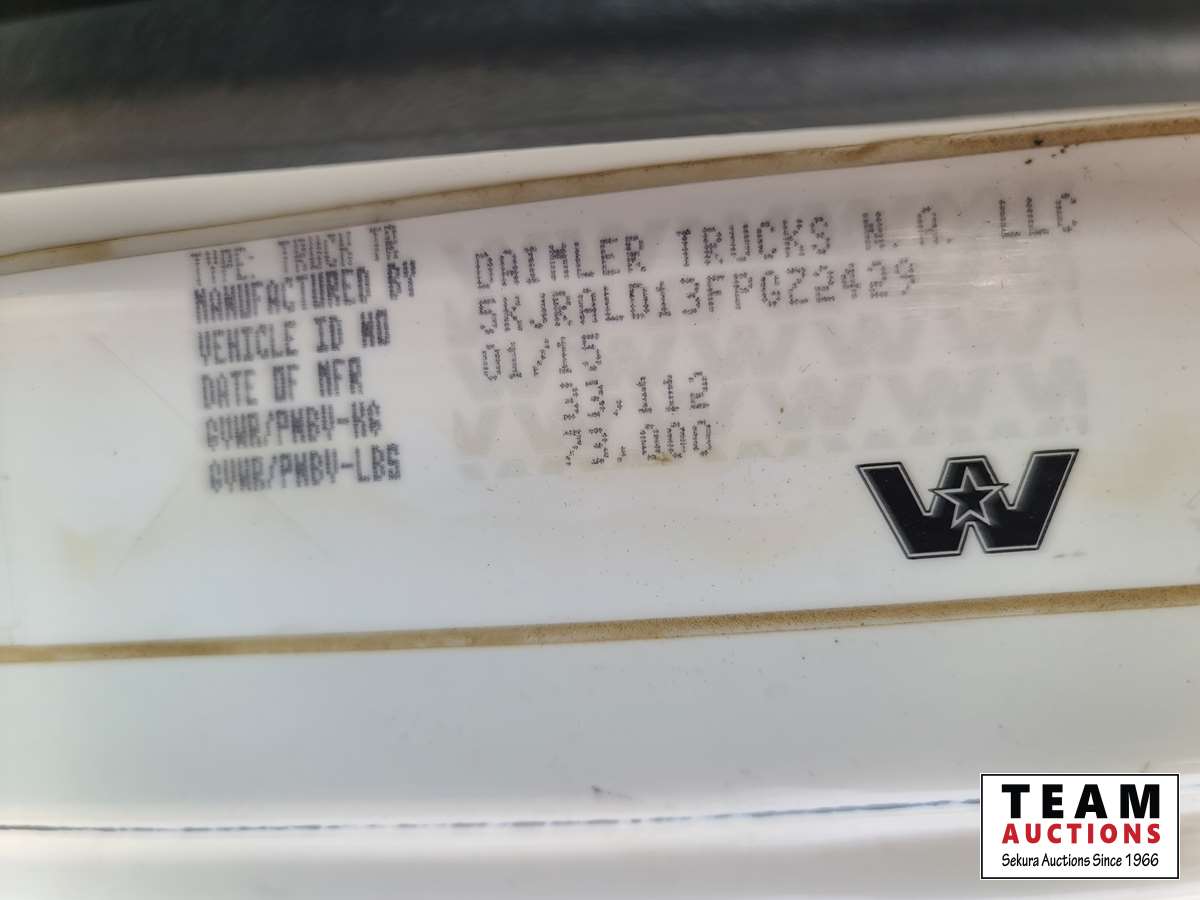 TYPE: TRUCK TR
MANUFACTURED BY DAIMLER TRUCKS N.A. LLC
VEHICLE ID NO 5KJRALD13FPGZ2429
DATE OF MFR 01/15
GVWR/PNBV-KG 33,112
GVWR/PNBV-LBS 73,000
TEAM
AUCTIONS
Sekura Auctions Since 1966